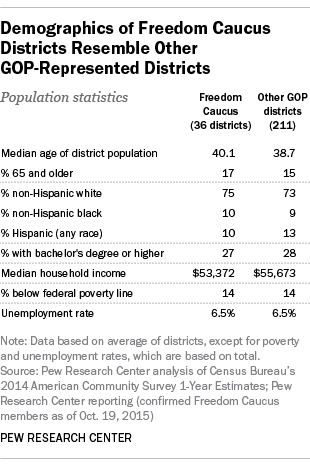 Demographics of Freedom Caucus
Districts Resemble Other
GOP-Represented Districts
Population statistics
Freedom Caucus (36 districts) Other GOP districts (211)
Median age of district population 40.1 38.7
% 65 and older 17 15
% non-Hispanic white 75 73
% non-Hispanic black 10 9
% Hispanic (any race) 10 13
% with bachelor's degree or higher 27 28
Median household income $53,372 $55,673
% below federal poverty line 14 14
Unemployment rate 6.5% 6.5%
Note: Data based on average of districts, except for poverty
and unemployment rates, which are based on total.
Source: Pew Research Center analysis of Census Bureau's
2014 American Community Survey 1-Year Estimates; Pew
Research Center reporting (confirmed Freedom Caucus
members as of Oct. 19, 2015)
PEW RESEARCH CENTER